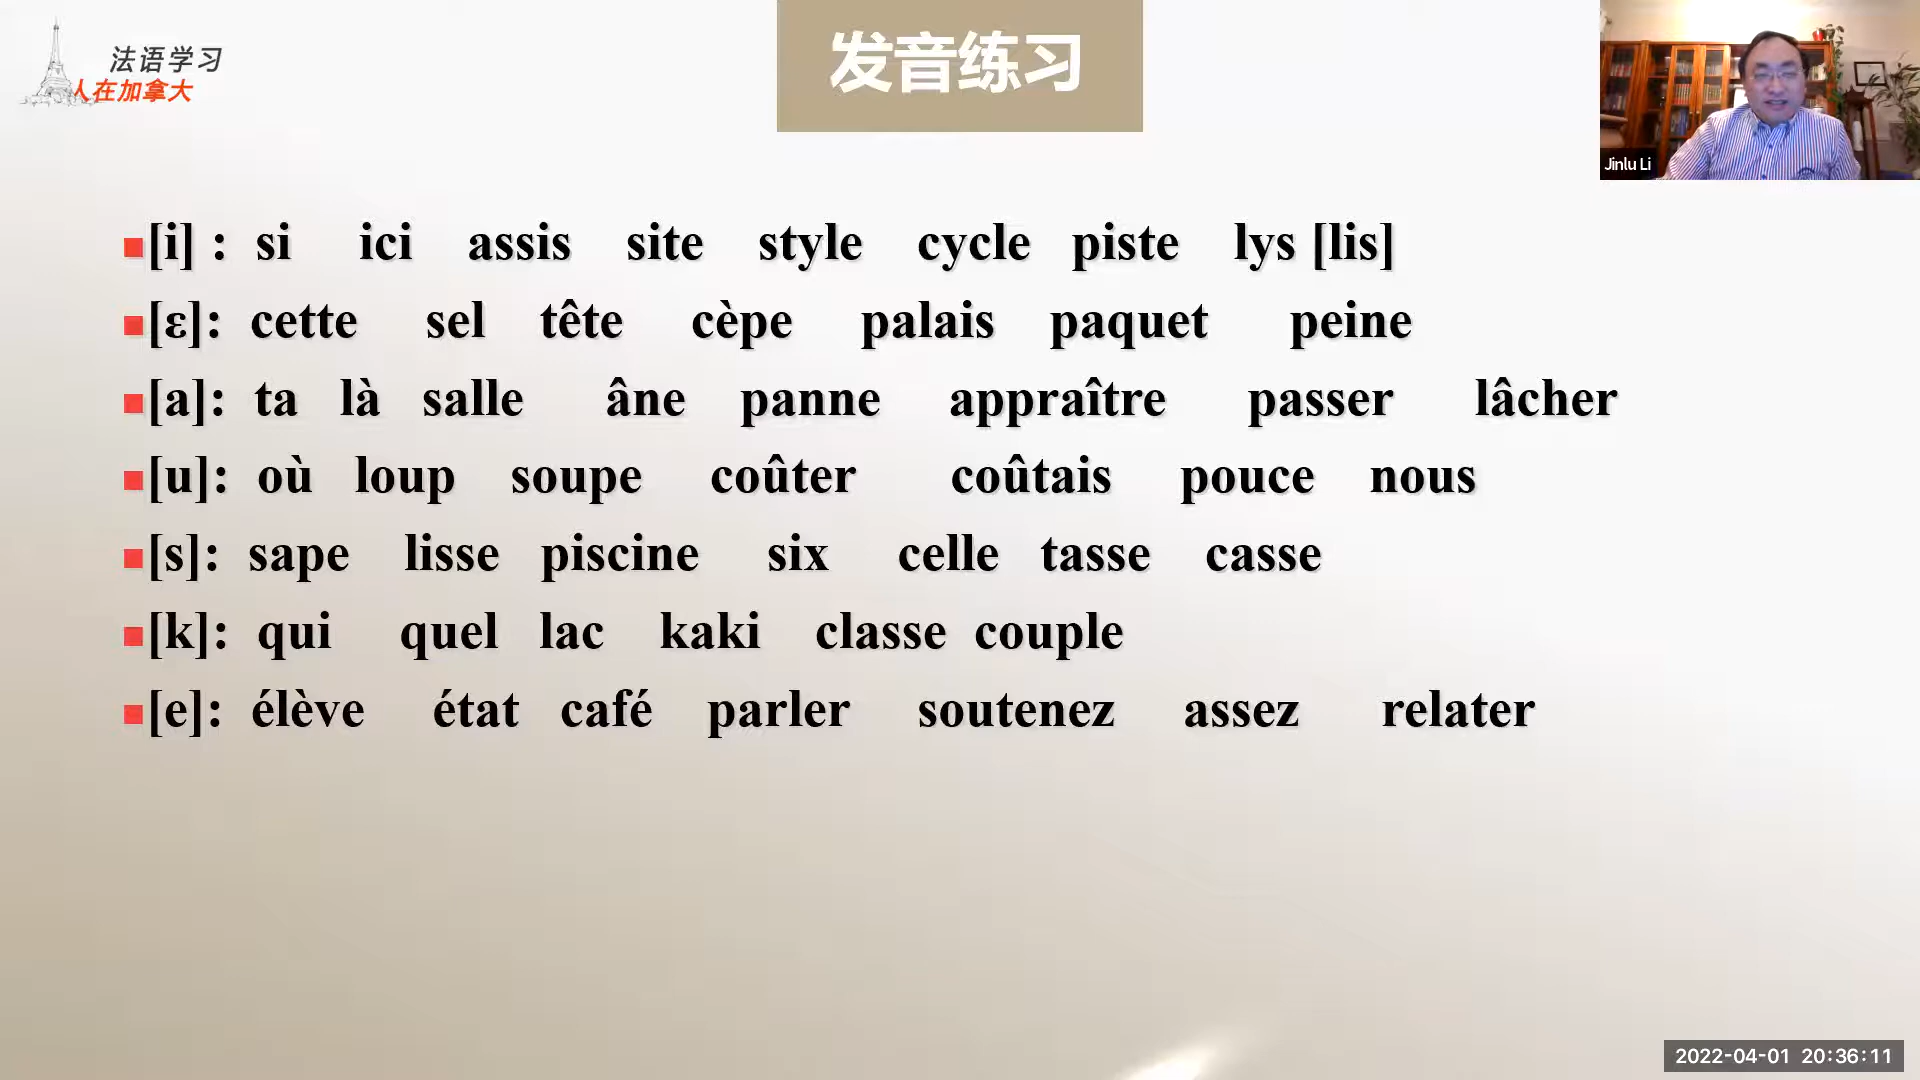 法语学习
人在加拿大
发音练习
Jinlu Li
[i] : si ici assis site style cycle piste lys [lis]
[ε]: cette sel tête cèpe palais paquet peine
[a]: ta là salle âne panne appraître passer lâcher
[u]: où loup soupe coûter coûtais pouce nous
[s]: sape lisse piscine six celle tasse casse
[k]: qui quel lac kaki classe couple
[e]: élève état café parler soutenez assez relater
2022-04-01 20:36:11